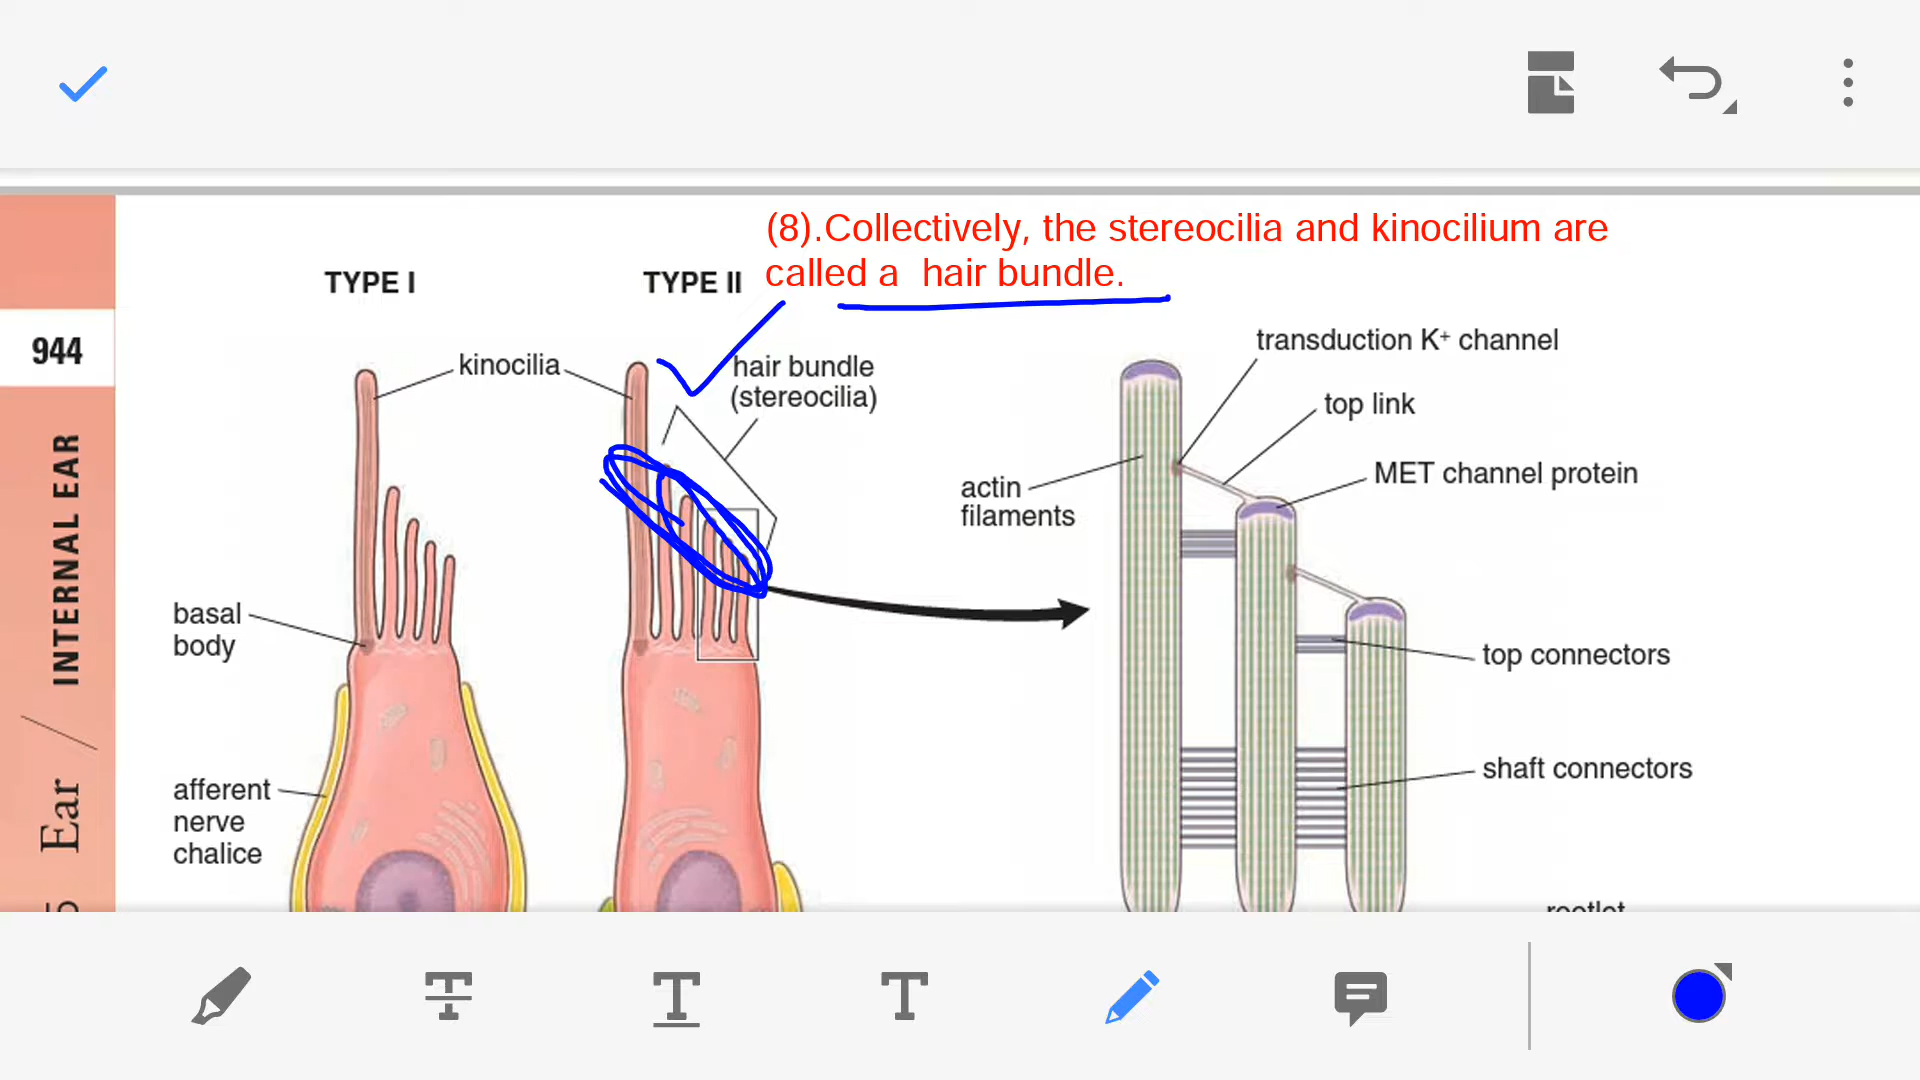 (8).Collectively, the stereocilia and kinocilium are
called a hair bundle.
TYPE I
TYPE II
944
INTERNAL EAR
Ear
kinocilia
hair bundle
(stereocilia)
basal
body
afferent
nerve
chalice
transduction K⁺ channel
top link
MET channel protein
actin
filaments
top connectors
shaft connectors
T
T
T